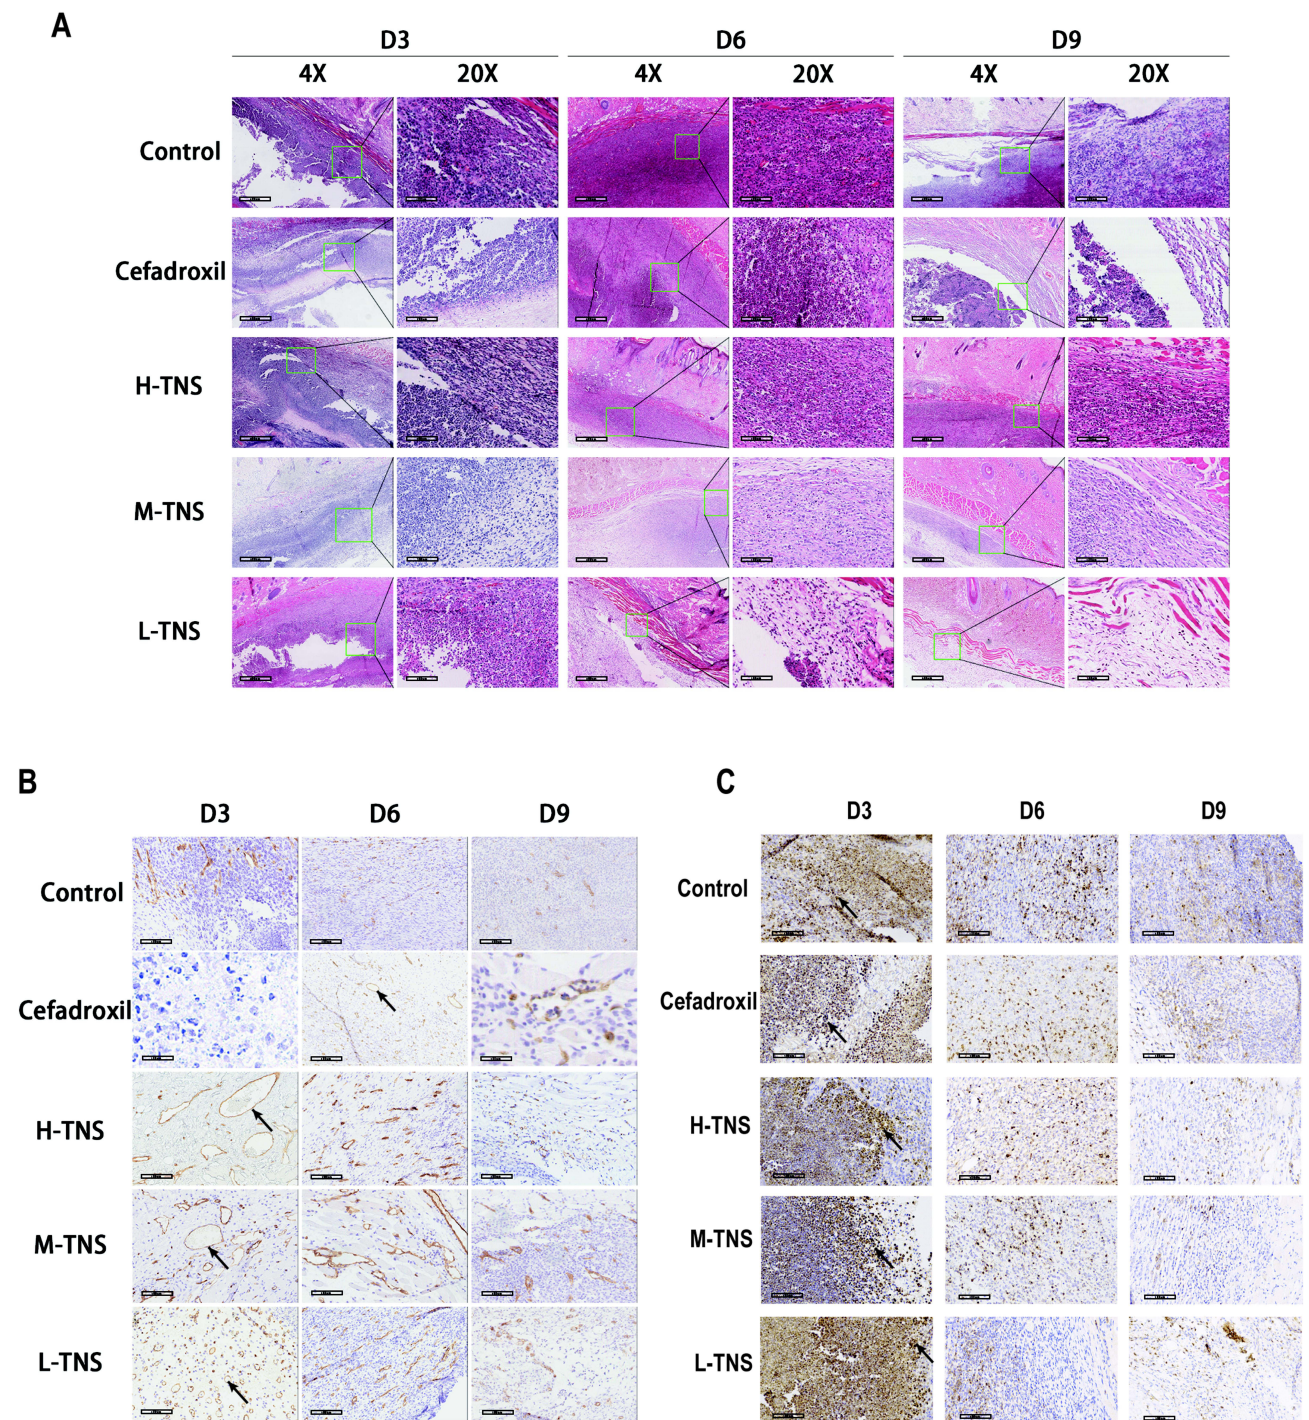 A
D3 D6 D9
4X 20X 4X 20X 4X 20X
Control
Cefadroxil
H-TNS
M-TNS
L-TNS
B
D3 D6 D9
Control
Cefadroxil
H-TNS
M-TNS
L-TNS
C
D3 D6 D9
Control
Cefadroxil
H-TNS
M-TNS
L-TNS